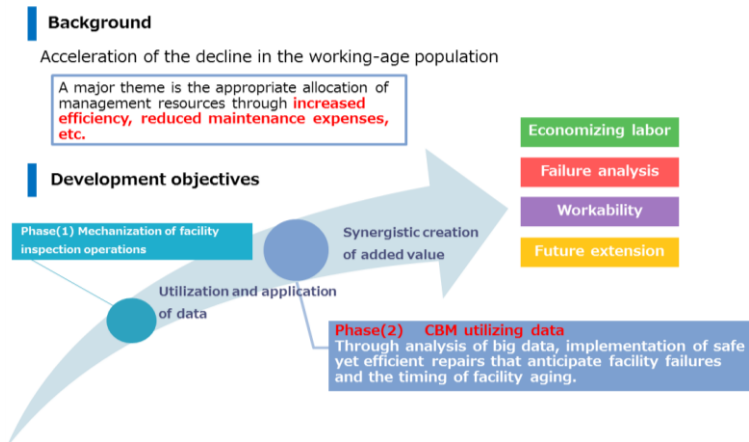 Background
Acceleration of the decline in the working-age population
A major theme is the appropriate allocation of
management resources through increased
efficiency, reduced maintenance expenses,
etc.
Development objectives
Phase(1) Mechanization of facility
inspection operations
Utilization and application
of data
Synergistic creation
of added value
Phase(2) CBM utilizing data
Through analysis of big data, implementation of safe
yet efficient repairs that anticipate facility failures
and the timing of facility aging.
Economizing labor
Failure analysis
Workability
Future extension